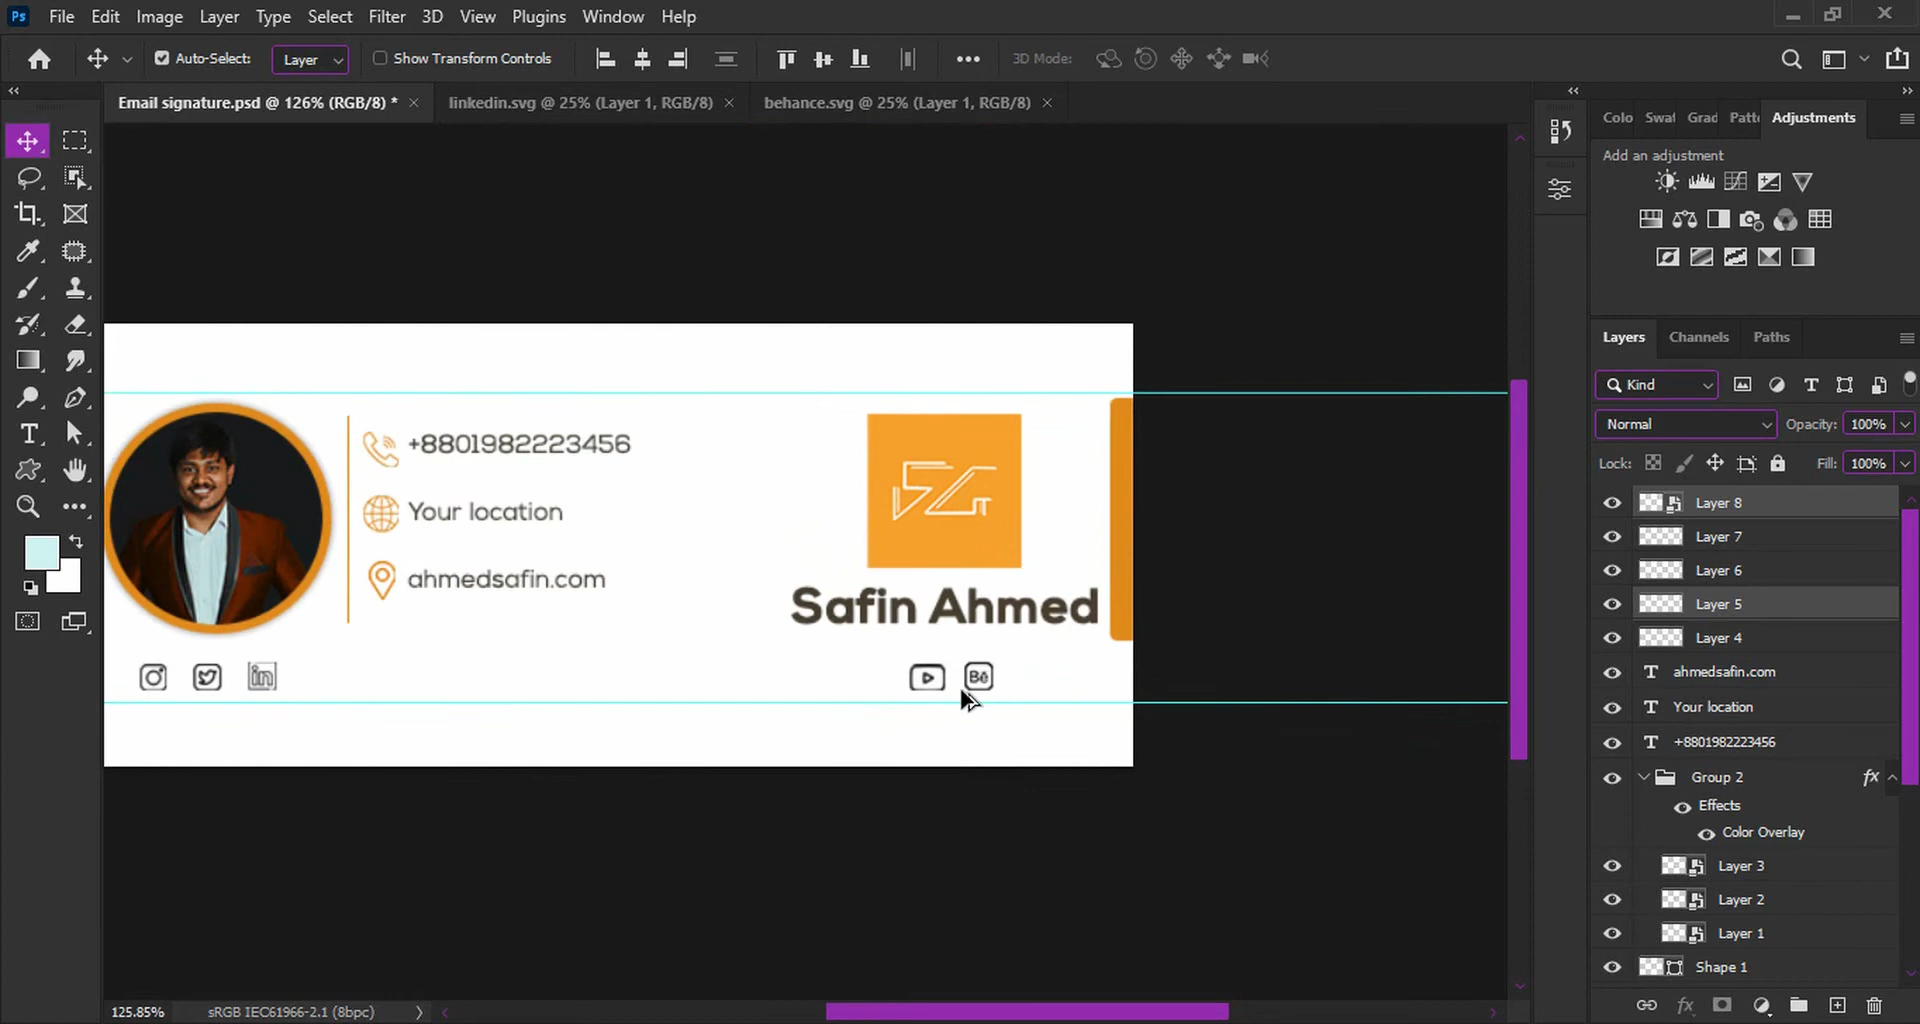 Ps File Edit Image Layer Type Select Filter 3D View Plugins Window Help
Auto-Select: Layer Show Transform Controls 3D Mode:
Email signature.psd @ 126% (RGB/8) * linkedin.svg @ 25% (Layer 1, RGB/8) behance.svg @ 25% (Layer 1, RGB/8)
Colo Swat Grad Patte Adjustments
Add an adjustment
Layers Channels Paths
Kind
Normal Opacity: 100%
Lock: Fill: 100%
Layer 8
Layer 7
Layer 6
Layer 5
Layer 4
T ahmedsafin.com
T Your location
T +8801982223456
Group 2 fx
Effects
Color Overlay
Layer 3
Layer 2
Layer 1
Shape 1
fx
+8801982223456
Your location
ahmedsafin.com
Safin Ahmed
in
Bē
125.85% sRGB IEC61966-2.1 (8bpc)